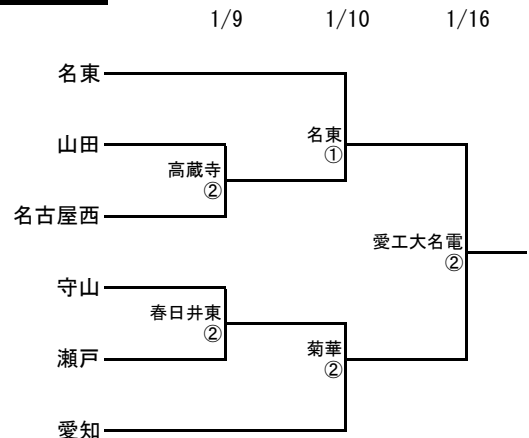 1/9 1/10 1/16
名東
名東
①
山田
高蔵寺
②
名古屋西
愛工大名電
②
守山
春日井東
②
菊華
②
瀬戸
愛知